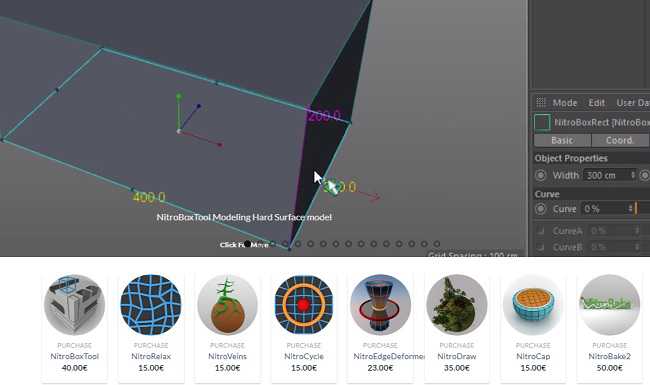 200.0
Mode Edit User Da
NitroBoxRect [NitroBox
Basic Coord.
Object Properties
Width 300 cm
400.0
NitroBoxTool Modeling Hard Surface model
Curve
Curve 0 %
CurveA 0 %
CurveB 0 %
Grid Spacing : 100 cm
PURCHASE PURCHASE PURCHASE PURCHASE PURCHASE PURCHASE PURCHASE PURCHASE
NitroBoxTool NitroRelax NitroVeins NitroCycle NitroEdgeDeformer NitroDraw NitroCap NitroBake2
40.00€ 15.00€ 15.00€ 15.00€ 23.00€ 35.00€ 15.00€ 50.00€